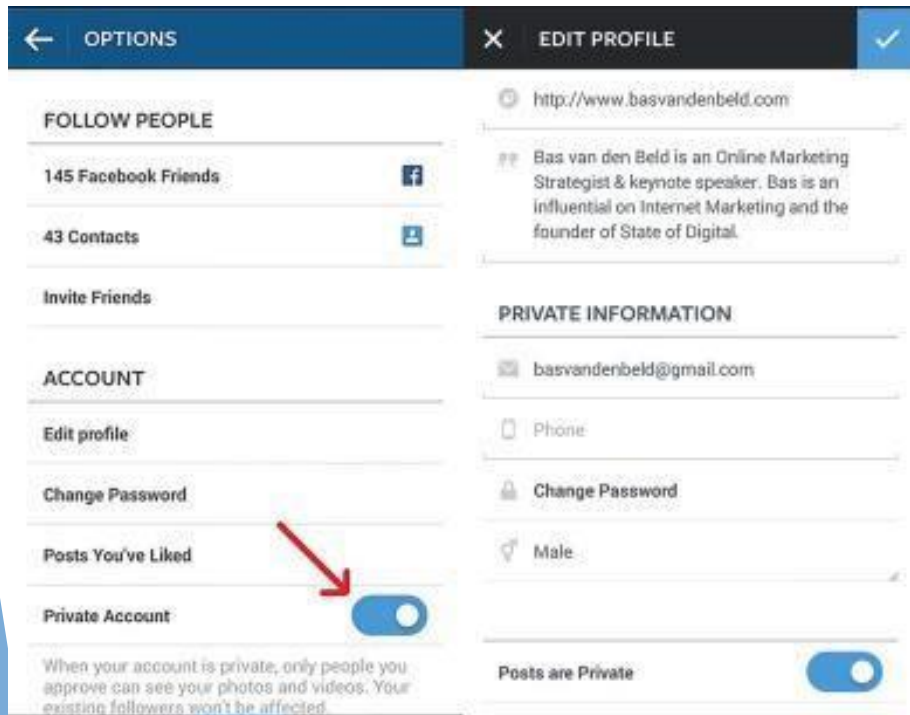 OPTIONS
FOLLOW PEOPLE
145 Facebook Friends
43 Contacts
Invite Friends
ACCOUNT
Edit profile
Change Password
Posts You've Liked
Private Account
When your account is private, only people you
approve can see your photos and videos. Your
existing followers won't be affected.
EDIT PROFILE
http://www.basvandenbeld.com
Bas van den Beld is an Online Marketing
Strategist & keynote speaker. Bas is an
influential on Internet Marketing and the
founder of State of Digital.
PRIVATE INFORMATION
basvandenbeld@gmail.com
Phone
Change Password
Male
Posts are Private